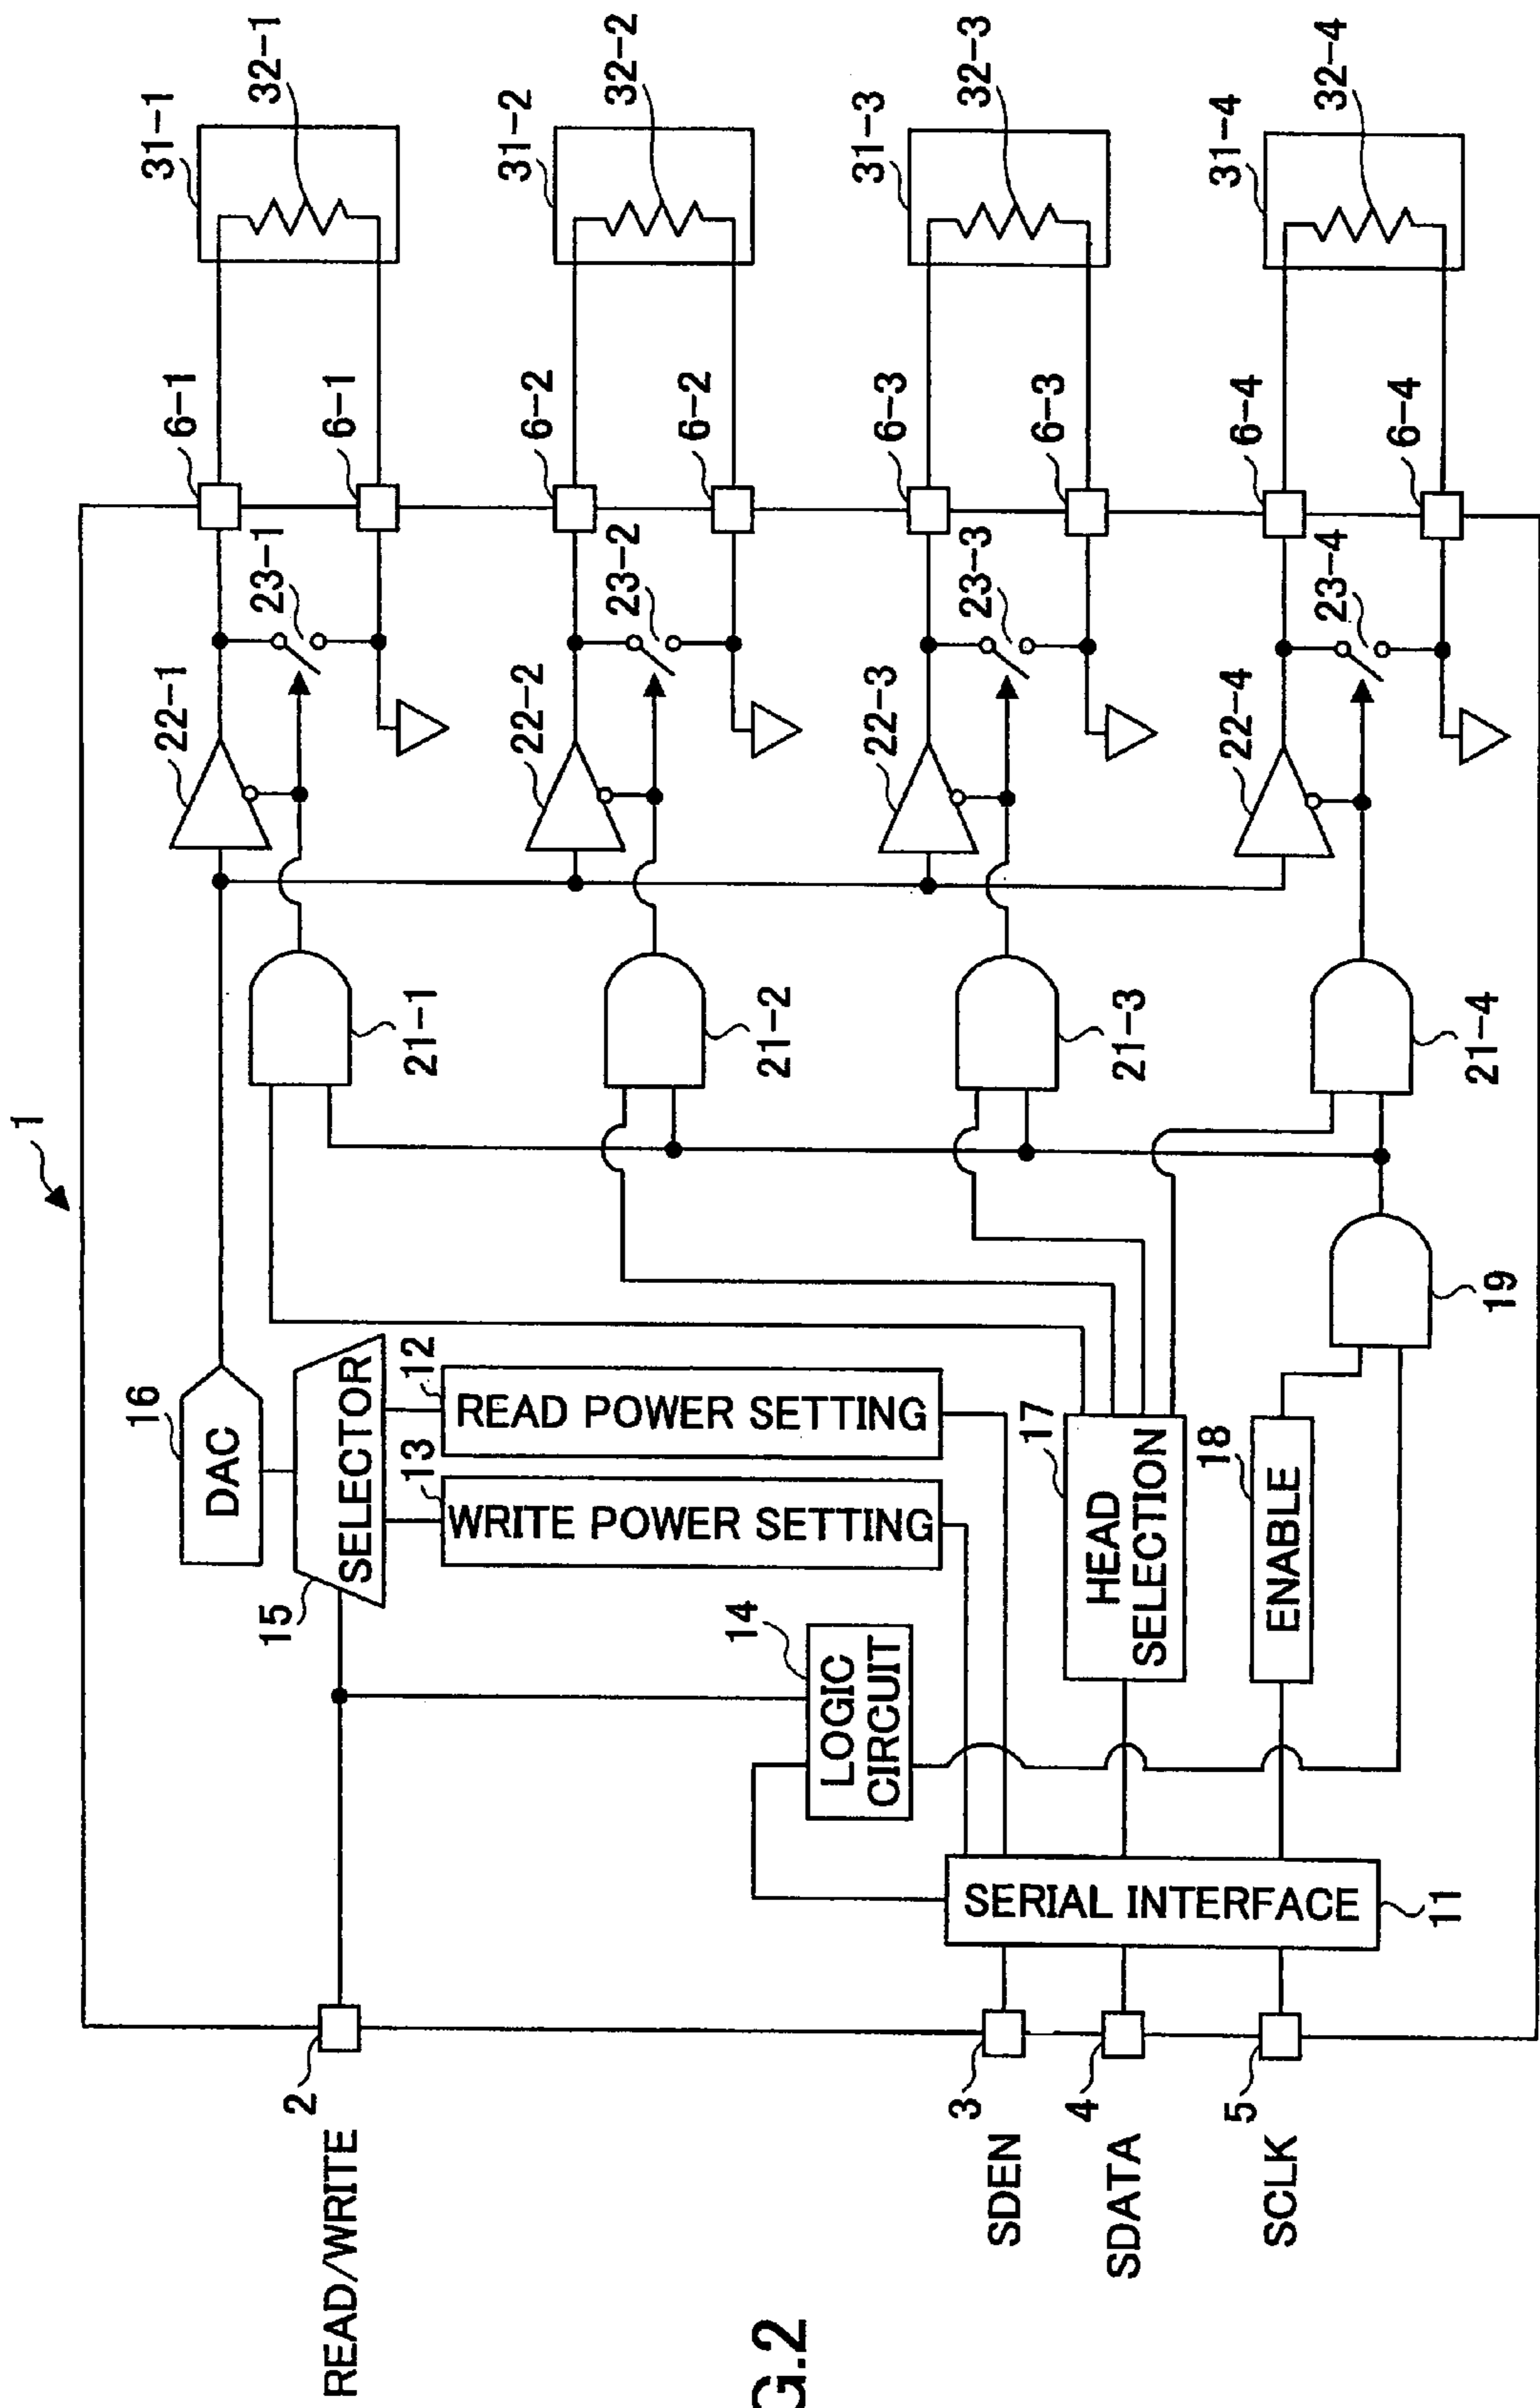 1
31-1
32-1
6-1
6-1
22-1
23-1
16
DAC
21-1
15
SELECTOR
READ/WRITE
2
12
READ POWER SETTING
13
WRITE POWER SETTING
31-2
32-2
6-2
6-2
22-2
23-2
21-2
14
LOGIC
CIRCUIT
31-3
32-3
6-3
6-3
22-3
23-3
21-3
SDEN
3
SDATA
4
SCLK
5
SERIAL INTERFACE
11
17
HEAD
SELECTION
18
ENABLE
19
31-4
32-4
6-4
6-4
22-4
23-4
21-4
G.2